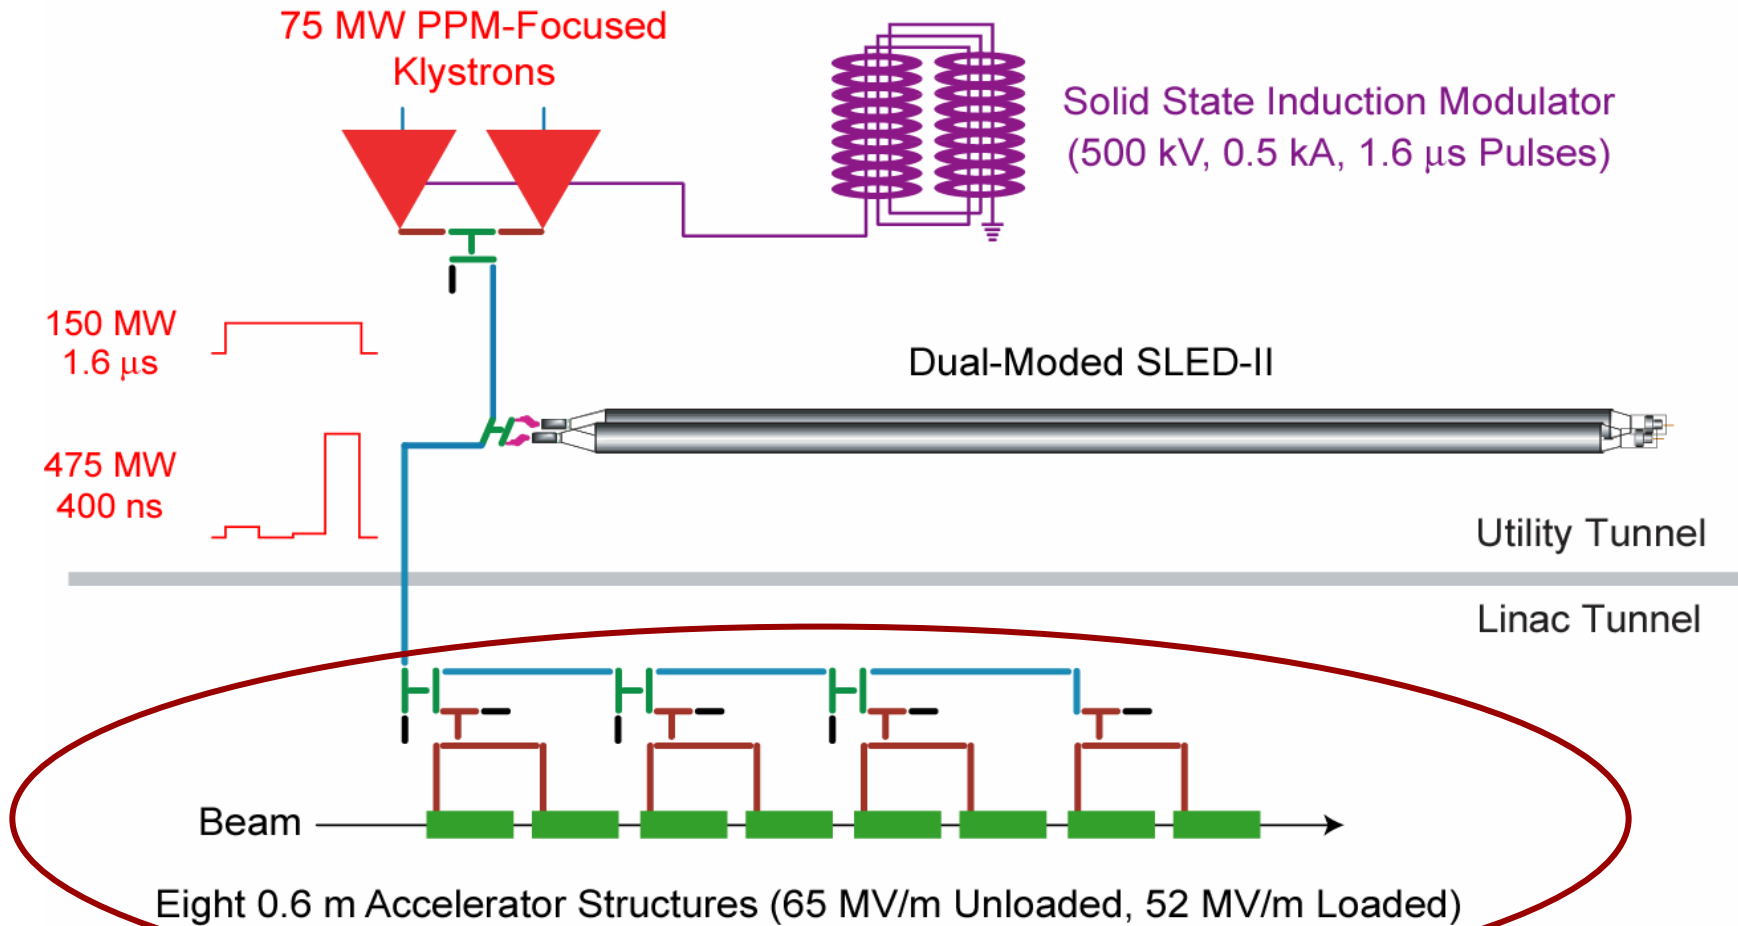 75 MW PPM-Focused
Klystrons
Solid State Induction Modulator
(500 kV, 0.5 kA, 1.6 μs Pulses)
150 MW
1.6 μs
Dual-Moded SLED-II
475 MW
400 ns
Utility Tunnel
Linac Tunnel
Beam
Eight 0.6 m Accelerator Structures (65 MV/m Unloaded, 52 MV/m Loaded)